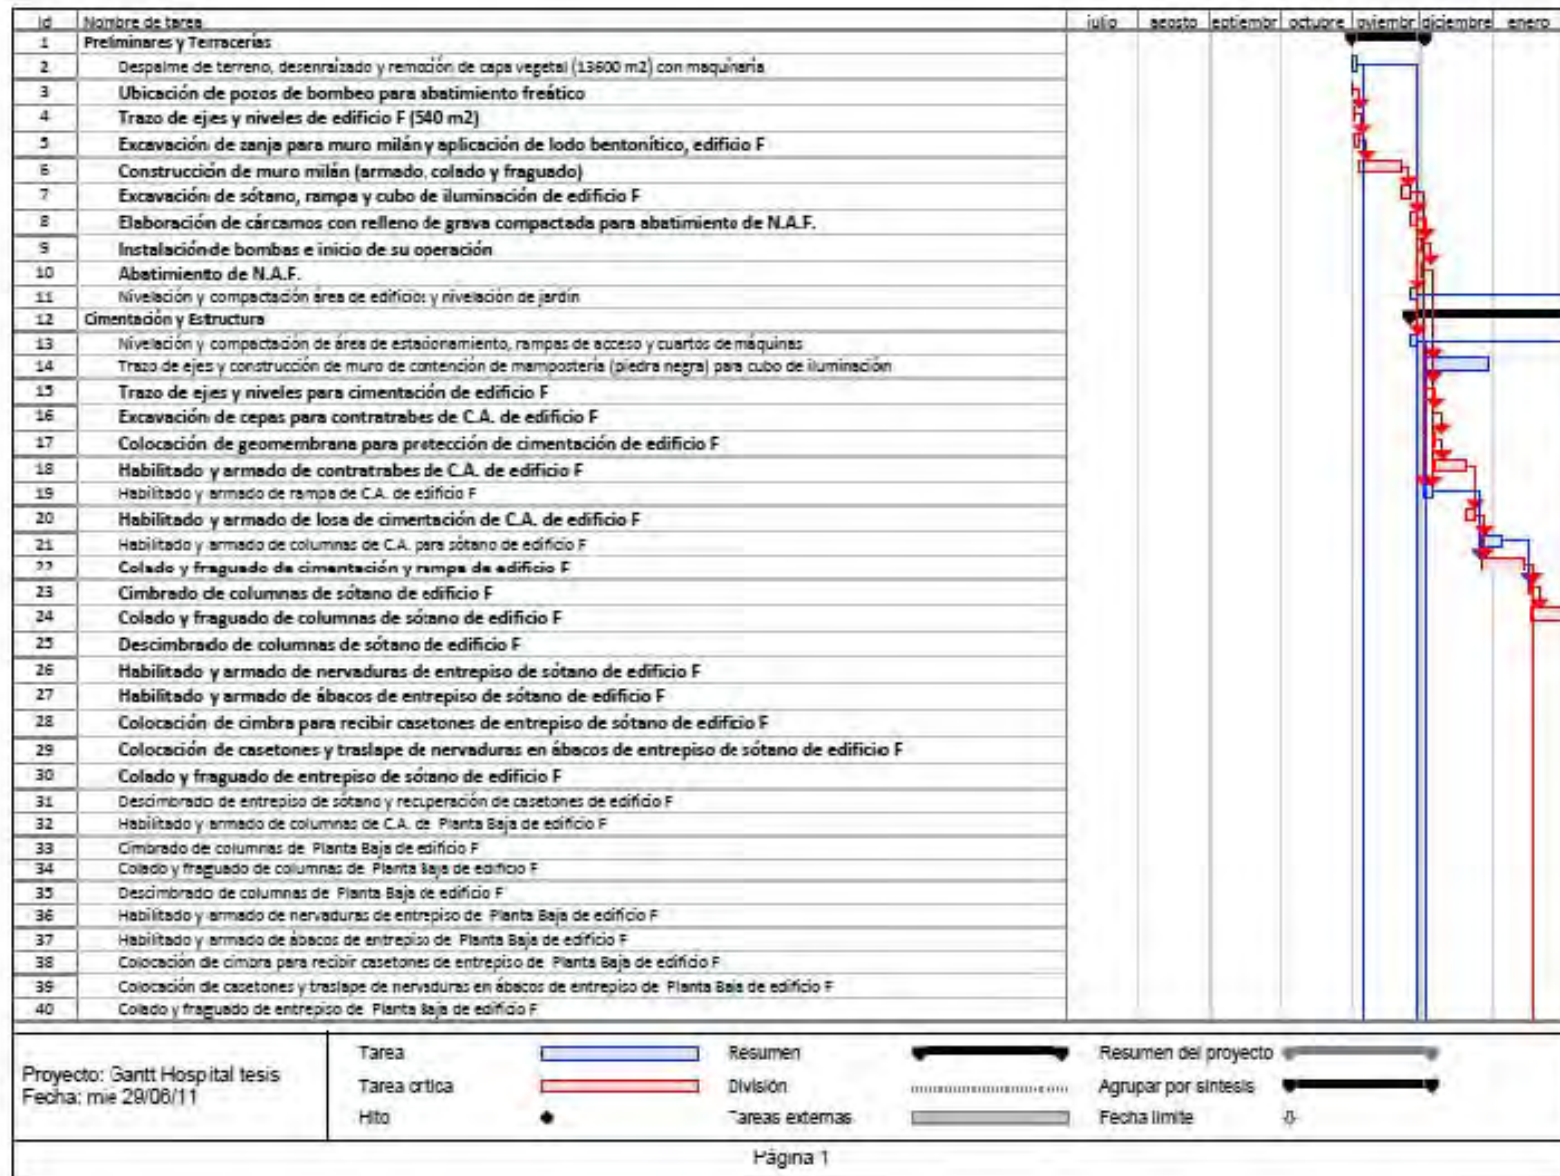 Id Nombre de tarea julio agosto eptiembr octubre oviembr diciembre enero
1 Preliminares y Terracerías
2 Despalme de terreno, desenraizado y remoción de capa vegetal (13600 m2) con maquinaria
3 Ubicación de pozos de bombeo para abatimiento freático
4 Trazo de ejes y niveles de edificio F (540 m2)
5 Excavación de zanja para muro milán y aplicación de lodo bentonítico, edificio F
6 Construcción de muro milán (armado, colado y fraguado)
7 Excavación de sótano, rampa y cubo de iluminación de edificio F
8 Elaboración de cárcamos con relleno de grava compactada para abatimiento de N.A.F.
9 Instalación de bombas e inicio de su operación
10 Abatimiento de N.A.F.
11 Nivelación y compactación área de edificios y nivelación de jardín
12 Cimentación y Estructura
13 Nivelación y compactación de área de estacionamiento, rampas de acceso y cuartos de máquinas
14 Trazo de ejes y construcción de muro de contención de mampostería (piedra negra) para cubo de iluminación
15 Trazo de ejes y niveles para cimentación de edificio F
16 Excavación de cepas para contratrabes de C.A. de edificio F
17 Colocación de geomembrana para protección de cimentación de edificio F
18 Habilitado y armado de contratrabes de C.A. de edificio F
19 Habilitado y armado de rampa de C.A. de edificio F
20 Habilitado y armado de losa de cimentación de C.A. de edificio F
21 Habilitado y armado de columnas de C.A. para sótano de edificio F
22 Colado y fraguado de cimentación y rampa de edificio F
23 Cimbrado de columnas de sótano de edificio F
24 Colado y fraguado de columnas de sótano de edificio F
25 Descimbrado de columnas de sótano de edificio F
26 Habilitado y armado de nervaduras de entrepiso de sótano de edificio F
27 Habilitado y armado de ábacos de entrepiso de sótano de edificio F
28 Colocación de cimbra para recibir casetones de entrepiso de sótano de edificio F
29 Colocación de casetones y traslape de nervaduras en ábacos de entrepiso de sótano de edificio F
30 Colado y fraguado de entrepiso de sótano de edificio F
31 Descimbrado de entrepiso de sótano y recuperación de casetones de edificio F
32 Habilitado y armado de columnas de C.A. de Planta Baja de edificio F
33 Cimbrado de columnas de Planta Baja de edificio F
34 Colado y fraguado de columnas de Planta Baja de edificio F
35 Descimbrado de columnas de Planta Baja de edificio F
36 Habilitado y armado de nervaduras de entrepiso de Planta Baja de edificio F
37 Habilitado y armado de ábacos de entrepiso de Planta Baja de edificio F
38 Colocación de cimbra para recibir casetones de entrepiso de Planta Baja de edificio F
39 Colocación de casetones y traslape de nervaduras en ábacos de entrepiso de Planta Baja de edificio F
40 Colado y fraguado de entrepiso de Planta Baja de edificio F
Proyecto: Gantt Hospital tesis
Fecha: mié 29/06/11
Tarea Resumen Resumen del proyecto
Tarea crítica División Agrupar por síntesis
Hito Tareas externas Fecha límite
Página 1